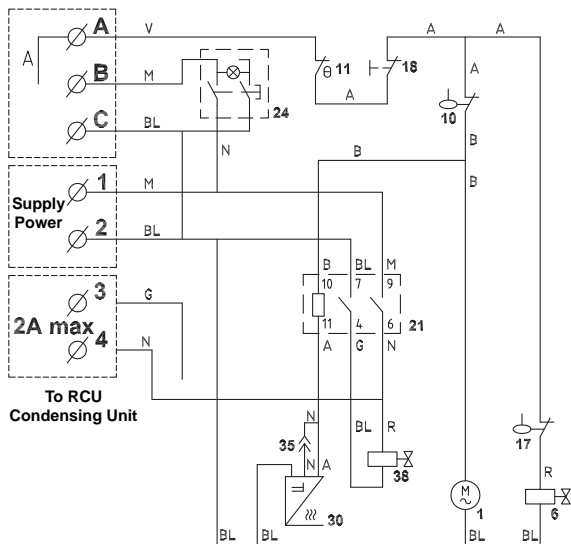 A V A A
A
B M 11 18 A
24 A 10
C BL
N B B
1 M B
Supply
Power
2 BL
B BL M
10 7 9
3 G
2A max
11 4 6 21
4 N A G N
To RCU
Condensing Unit
N BL R 17
35
N A 38 R
30 1 6
BL BL BL BL